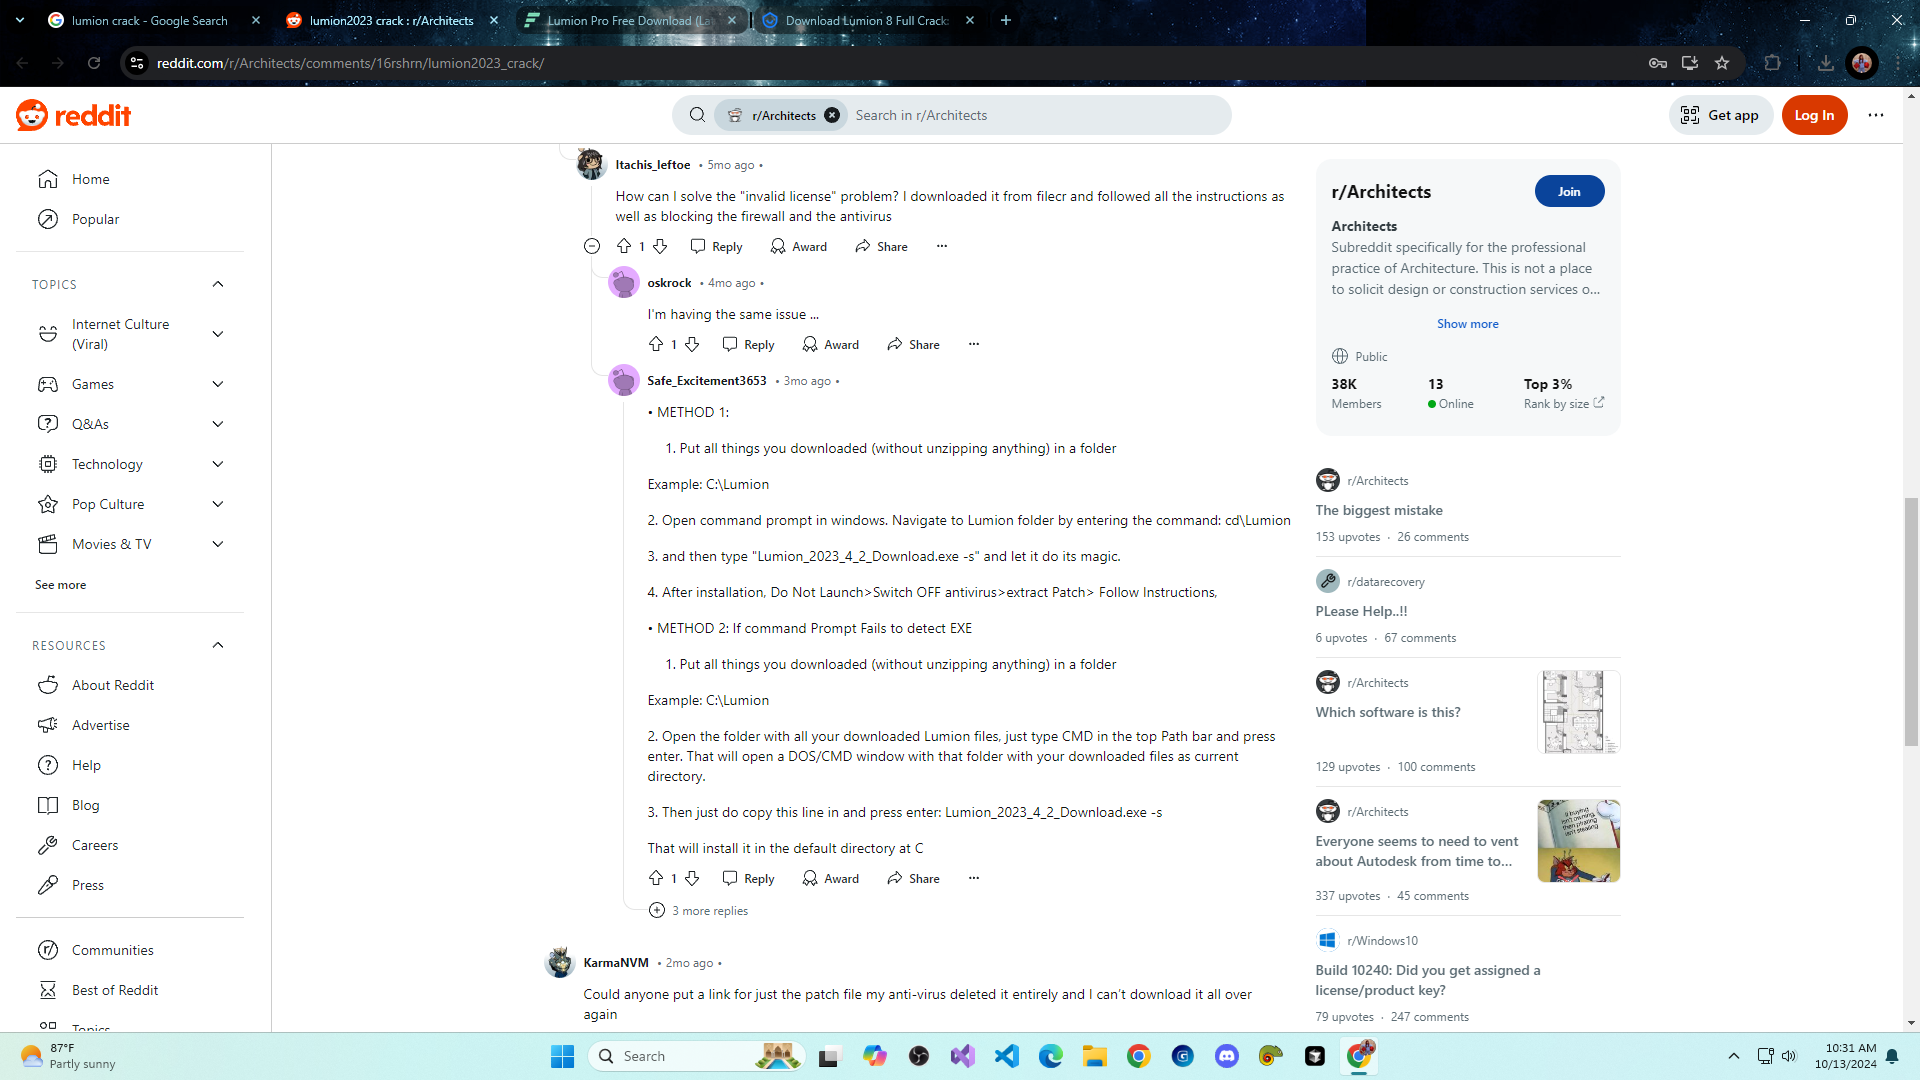 lumion crack - Google Search
lumion2023 crack : r/Architects
Lumion Pro Free Download (Lat
Download Lumion 8 Full Crack:
reddit.com/r/Architects/comments/16rshrn/lumion2023_crack/
reddit
r/Architects
Search in r/Architects
Get app
Log In
Home
Popular
TOPICS
Internet Culture
(Viral)
Games
Q&As
Technology
Pop Culture
Movies & TV
See more
RESOURCES
About Reddit
Advertise
Help
Blog
Careers
Press
Communities
Best of Reddit
Topics
Itachis_leftoe • 5mo ago •
How can I solve the "invalid license" problem? I downloaded it from filecr and followed all the instructions as
well as blocking the firewall and the antivirus
1 Reply Award Share
oskrock • 4mo ago •
I'm having the same issue ...
1 Reply Award Share
Safe_Excitement3653 • 3mo ago •
• METHOD 1:
1. Put all things you downloaded (without unzipping anything) in a folder
Example: C:\Lumion
2. Open command prompt in windows. Navigate to Lumion folder by entering the command: cd\Lumion
3. and then type "Lumion_2023_4_2_Download.exe -s" and let it do its magic.
4. After installation, Do Not Launch>Switch OFF antivirus>extract Patch> Follow Instructions,
• METHOD 2: If command Prompt Fails to detect EXE
1. Put all things you downloaded (without unzipping anything) in a folder
Example: C:\Lumion
2. Open the folder with all your downloaded Lumion files, just type CMD in the top Path bar and press
enter. That will open a DOS/CMD window with that folder with your downloaded files as current
directory.
3. Then just do copy this line in and press enter: Lumion_2023_4_2_Download.exe -s
That will install it in the default directory at C
1 Reply Award Share
3 more replies
KarmaNVM • 2mo ago •
Could anyone put a link for just the patch file my anti-virus deleted it entirely and I can't download it all over
again
r/Architects
Join
Architects
Subreddit specifically for the professional
practice of Architecture. This is not a place
to solicit design or construction services o...
Show more
Public
38K 13 Top 3%
Members Online Rank by size
r/Architects
The biggest mistake
153 upvotes · 26 comments
r/datarecovery
PLease Help..!!
6 upvotes · 67 comments
r/Architects
Which software is this?
129 upvotes · 100 comments
r/Architects
Everyone seems to need to vent
about Autodesk from time to...
If buying
isn't owning,
then pirating
isn't stealing
337 upvotes · 45 comments
r/Windows10
Build 10240: Did you get assigned a
license/product key?
79 upvotes · 247 comments
87°F
Partly sunny
Search
10:31 AM
10/13/2024